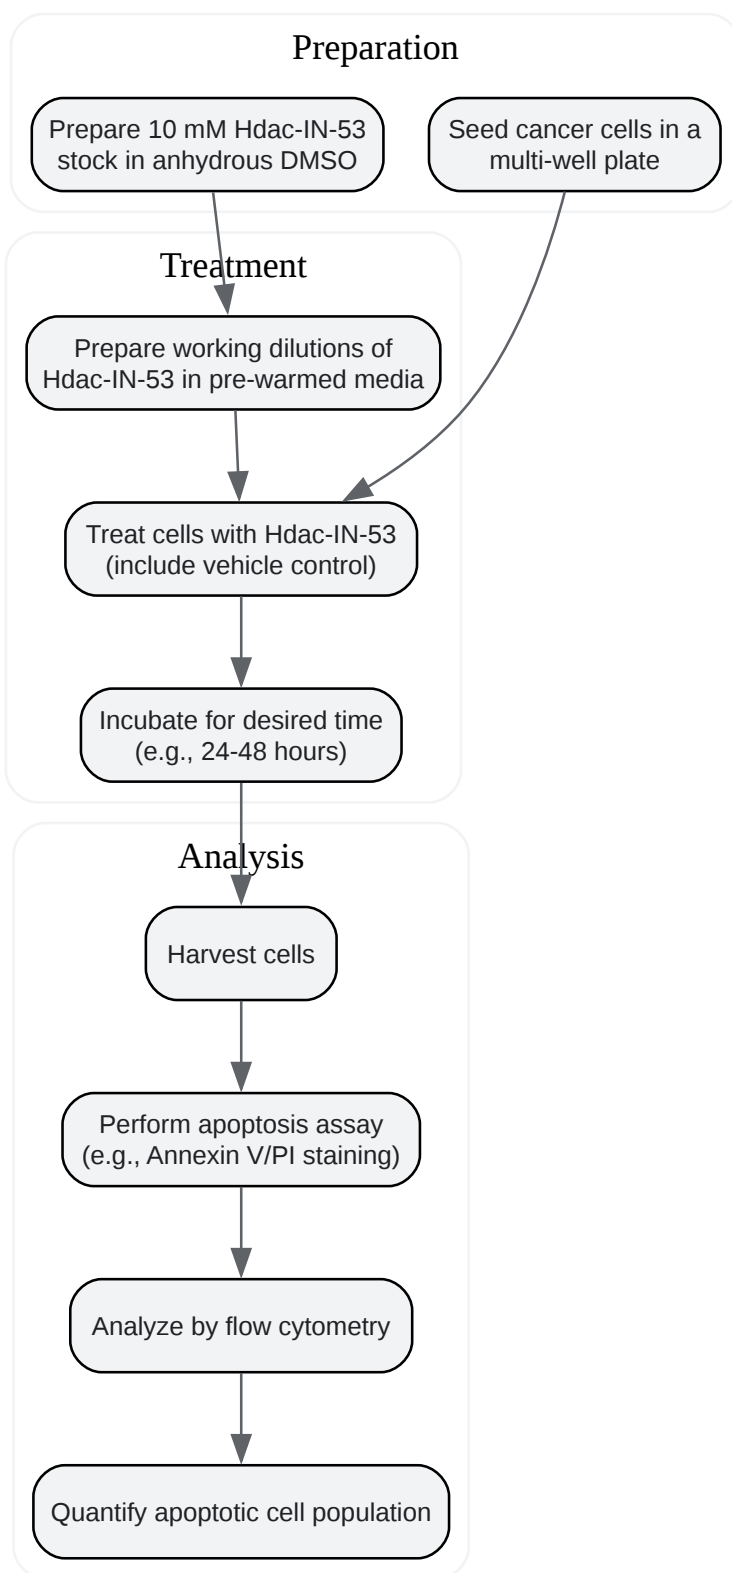 Preparation
Prepare 10 mM Hdac-IN-53
stock in anhydrous DMSO
Seed cancer cells in a
multi-well plate
Treatment
Prepare working dilutions of
Hdac-IN-53 in pre-warmed media
Treat cells with Hdac-IN-53
(include vehicle control)
Incubate for desired time
(e.g., 24-48 hours)
Analysis
Harvest cells
Perform apoptosis assay
(e.g., Annexin V/PI staining)
Analyze by flow cytometry
Quantify apoptotic cell population